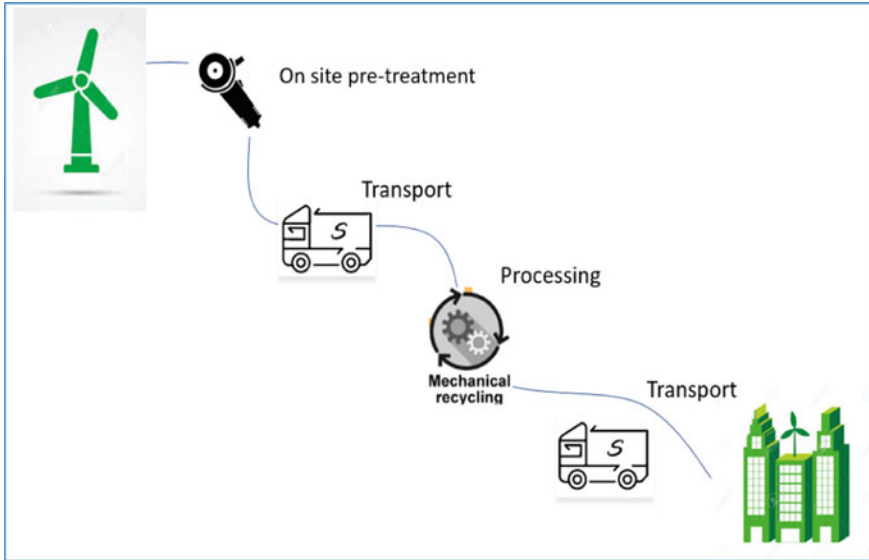 On site pre-treatment
Transport
S
Processing
Mechanical
recycling
Transport
S